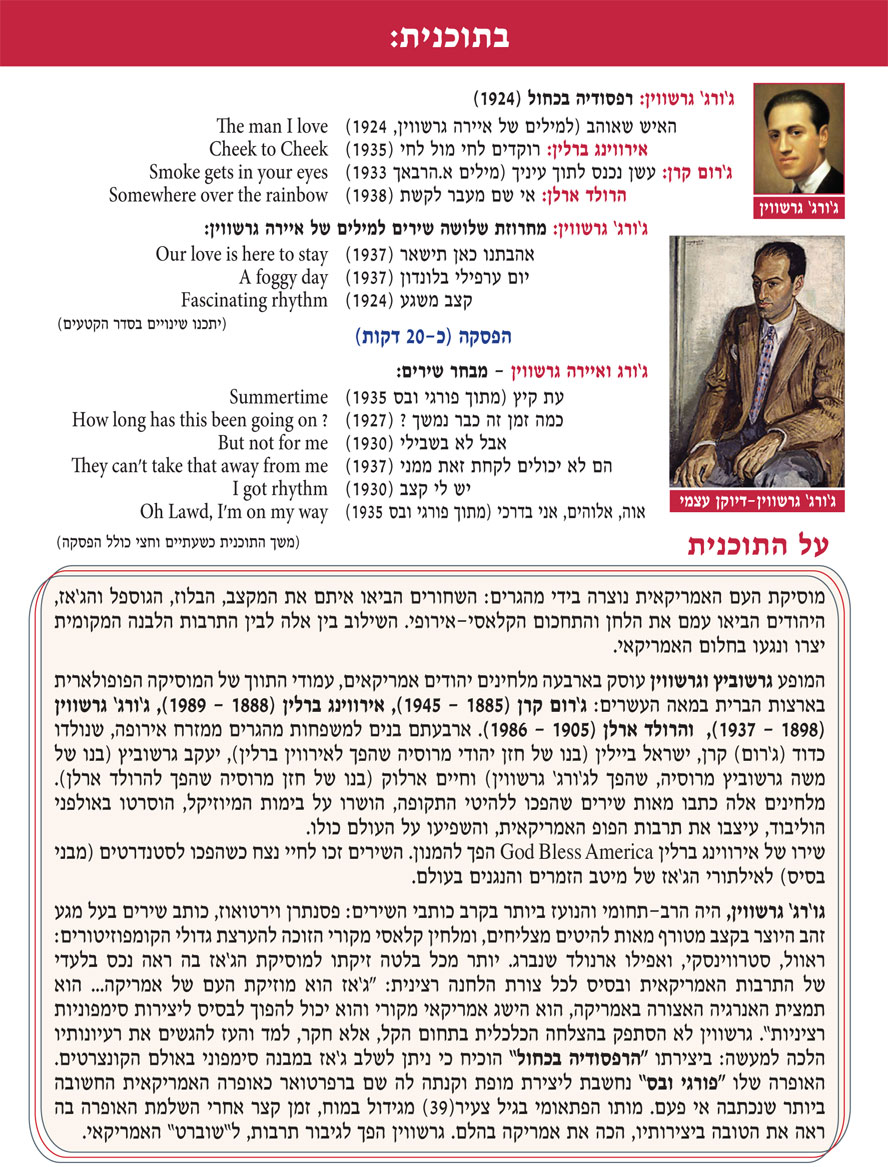 בתוכנית:
ג'ורג' גרשווין: רפסודיה בכחול (1924)
האיש שאוהב (למילים של איירה גרשווין, 1924) The man I love
אירווינג ברלין: רוקדים לחי מול לחי (1935) Cheek to Cheek
ג'רום קרן: עשן נכנס לתוך עיניך (מילים א.הרבאך 1933) Smoke gets in your eyes
הרולד ארלן: אי שם מעבר לקשת (1938) Somewhere over the rainbow
ג'ורג' גרשווין
ג'ורג' גרשווין: מחרוזת שלושה שירים למילים של איירה גרשווין:
אהבתנו כאן תישאר (1937) Our love is here to stay
יום ערפילי בלונדון (1937) A foggy day
קצב משגע (1924) Fascinating rhythm
(יתכנו שינויים בסדר הקטעים)
הפסקה (כ-20 דקות)
ג'ורג ואיירה גרשווין - מבחר שירים:
עת קיץ (מתוך פורגי ובס 1935) Summertime
כמה זמן זה כבר נמשך ? (1927) How long has this been going on ?
אבל לא בשבילי (1930) But not for me
הם לא יכולים לקחת זאת ממני (1937) They can't take that away from me
יש לי קצב (1930) I got rhythm
אוה, אלוהים, אני בדרכי (מתוך פורגי ובס 1935) Oh Lawd, I'm on my way
ג'ורג' גרשווין-דיוקן עצמי
(משך התוכנית כשעתיים וחצי כולל הפסקה)
על התוכנית
מוסיקת העם האמריקאית נוצרה בידי מהגרים: השחורים הביאו איתם את המקצב, הבלוז, הגוספל והג'אז,
היהודים הביאו עמם את הלחן והתחכום הקלאסי-אירופי. השילוב בין אלה לבין התרבות הלבנה המקומית
יצרו ונגעו בחלום האמריקאי.
המופע גרשוביץ וגרשווין עוסק בארבעה מלחינים יהודים אמריקאים, עמודי התווך של המוסיקה הפופולארית
בארצות הברית במאה העשרים: ג'רום קרן (1885 - 1945), אירווינג ברלין (1888 - 1989), ג'ורג' גרשווין
(1898 - 1937), והרולד ארלן (1905 - 1986). ארבעתם בנים למשפחות מהגרים ממזרח אירופה, שנולדו
כדוד (ג'רום) קרן, ישראל ביילין (בנו של חזן יהודי מרוסיה שהפך לאירווין ברלין), יעקב גרשוביץ (בנו של
משה גרשוביץ מרוסיה, שהפך לג'ורג' גרשווין) וחיים ארלוק (בנו של חזן מרוסיה שהפך להרולד ארלן).
מלחינים אלה כתבו מאות שירים שהפכו ללהיטי התקופה, הושרו על בימות המיוזיקל, הוסרטו באולפני
הוליבוד, עיצבו את תרבות הפופ האמריקאית, והשפיעו על העולם כולו.
שירו של אירווינג ברלין God Bless America הפך להמנון. השירים זכו לחיי נצח כשהפכו לסטנדרטים (מבני
בסיס) לאילתורי הג'אז של מיטב הזמרים והנגנים בעולם.
גו'רג' גרשווין, היה הרב-תחומי והנועז ביותר בקרב כותבי השירים: פסנתרן וירטואוז, כותב שירים בעל מגע
זהב היוצר בקצב מטורף מאות להיטים מצליחים, ומלחין קלאסי מקורי הזוכה להערצת גדולי הקומפוזיטורים:
ראוול, סטרווינסקי, ואפילו ארנולד שנברג. יותר מכל בלטה זיקתו למוסיקת הג'אז בה ראה נכס בלעדי
של התרבות האמריקאית ובסיס לכל צורת הלחנה רצינית: "ג'אז הוא מוזיקת העם של אמריקה... הוא
תמצית האנרגיה האצורה באמריקה, הוא הישג אמריקאי מקורי והוא יכול להפוך לבסיס ליצירות סימפוניות
רציניות". גרשווין לא הסתפק בהצלחה הכלכלית בתחום הקל, אלא חקר, למד והעז להגשים את רעיונותיו
הלכה למעשה: ביצירתו "הרפסודיה בכחול" הוכיח כי ניתן לשלב ג'אז במבנה סימפוני באולם הקונצרטים.
האופרה שלו "פורגי ובס" נחשבת ליצירת מופת וקנתה לה שם ברפרטואר כאופרה האמריקאית החשובה
ביותר שנכתבה אי פעם. מותו הפתאומי בגיל צעיר(39) מגידול במוח, זמן קצר אחרי השלמת האופרה בה
ראה את הטובה ביצירותיו, הכה את אמריקה בהלם. גרשווין הפך לגיבור תרבות, ל"שוברט" האמריקאי.